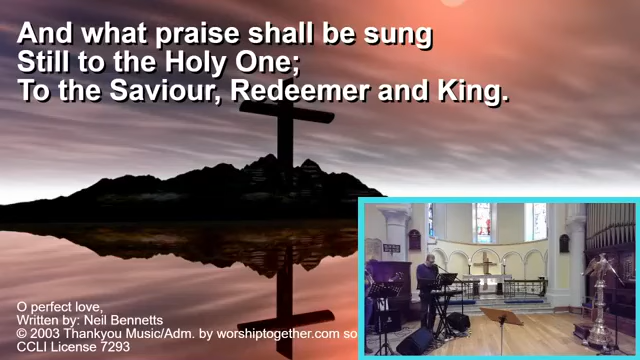 And what praise shall be sung
Still to the Holy One;
To the Saviour, Redeemer and King.
O perfect love,
Written by: Neil Bennetts
© 2003 Thankyou Music/Adm. by worshiptogether.com so
CCLI License 7293